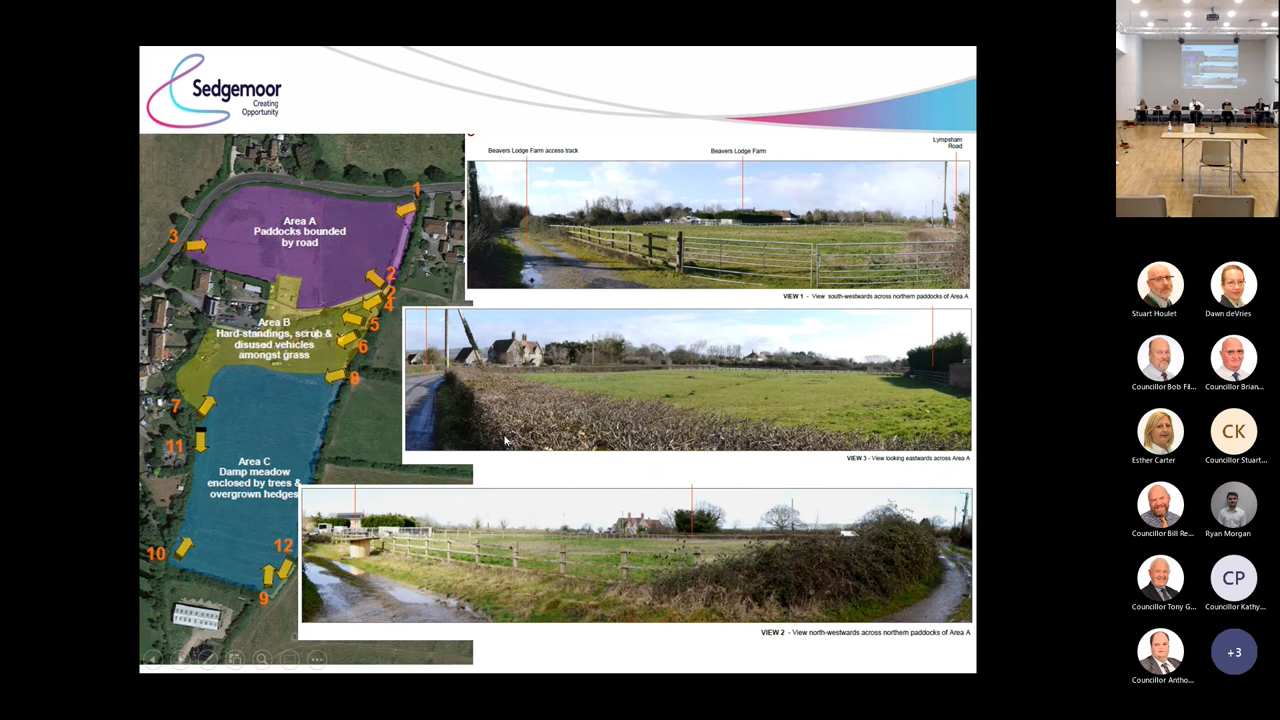 Sedgemoor
Creating
Opportunity
Beavers Lodge Farm access track
Beavers Lodge Farm
Lympsham
Road
VIEW 1 - View south-westwards across northern paddocks of Area A
VIEW 3 - View looking eastwards across Area A
VIEW 2 - View north-westwards across northern paddocks of Area A
Area A
Paddocks bounded
by road
Area B
Hard-standings, scrub &
disused vehicles
amongst grass
Area C
Damp meadow
enclosed by trees &
overgrown hedges
1
3
2
2
4
5
6
8
7
11
10
12
9
Stuart Houlet
Dawn deVries
Councillor Bob Fil...
Councillor Brian...
CK
Esther Carter
Councillor Stuart...
Councillor Bill Re...
Ryan Morgan
CP
Councillor Tony G...
Councillor Kathy...
+3
Councillor Antho...